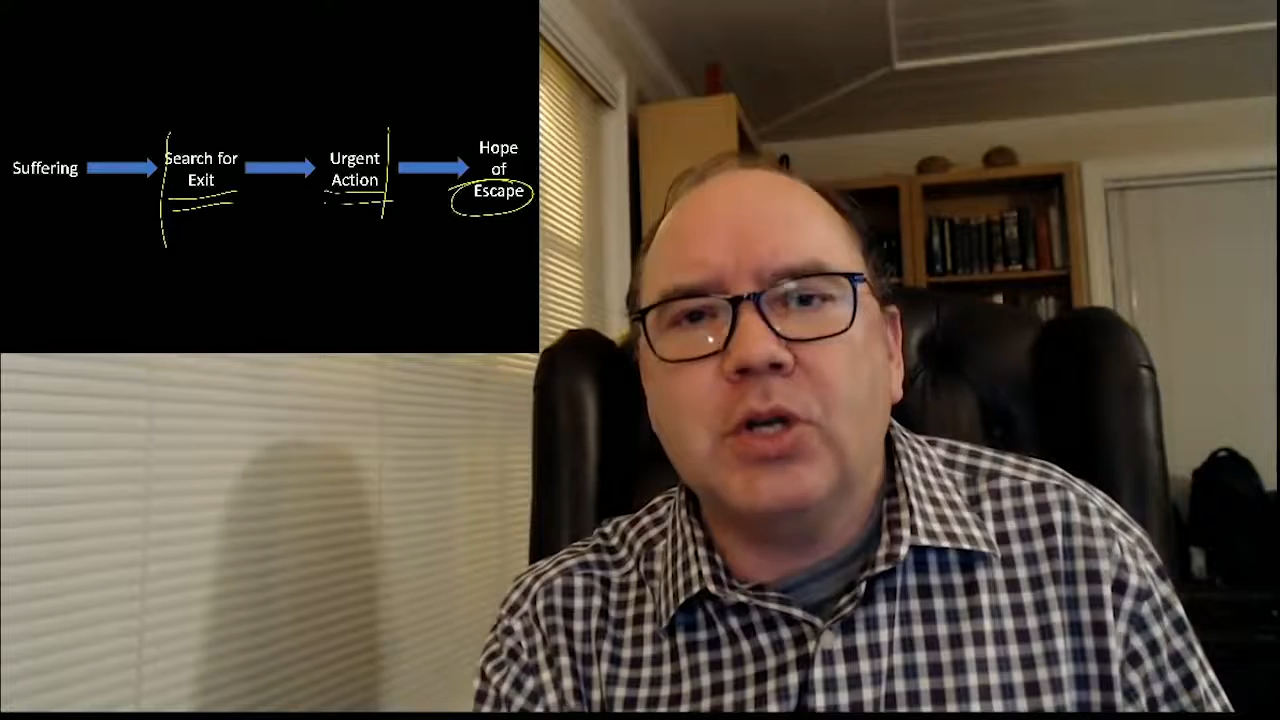 Suffering
Search for
Exit
Urgent
Action
Hope
of
Escape